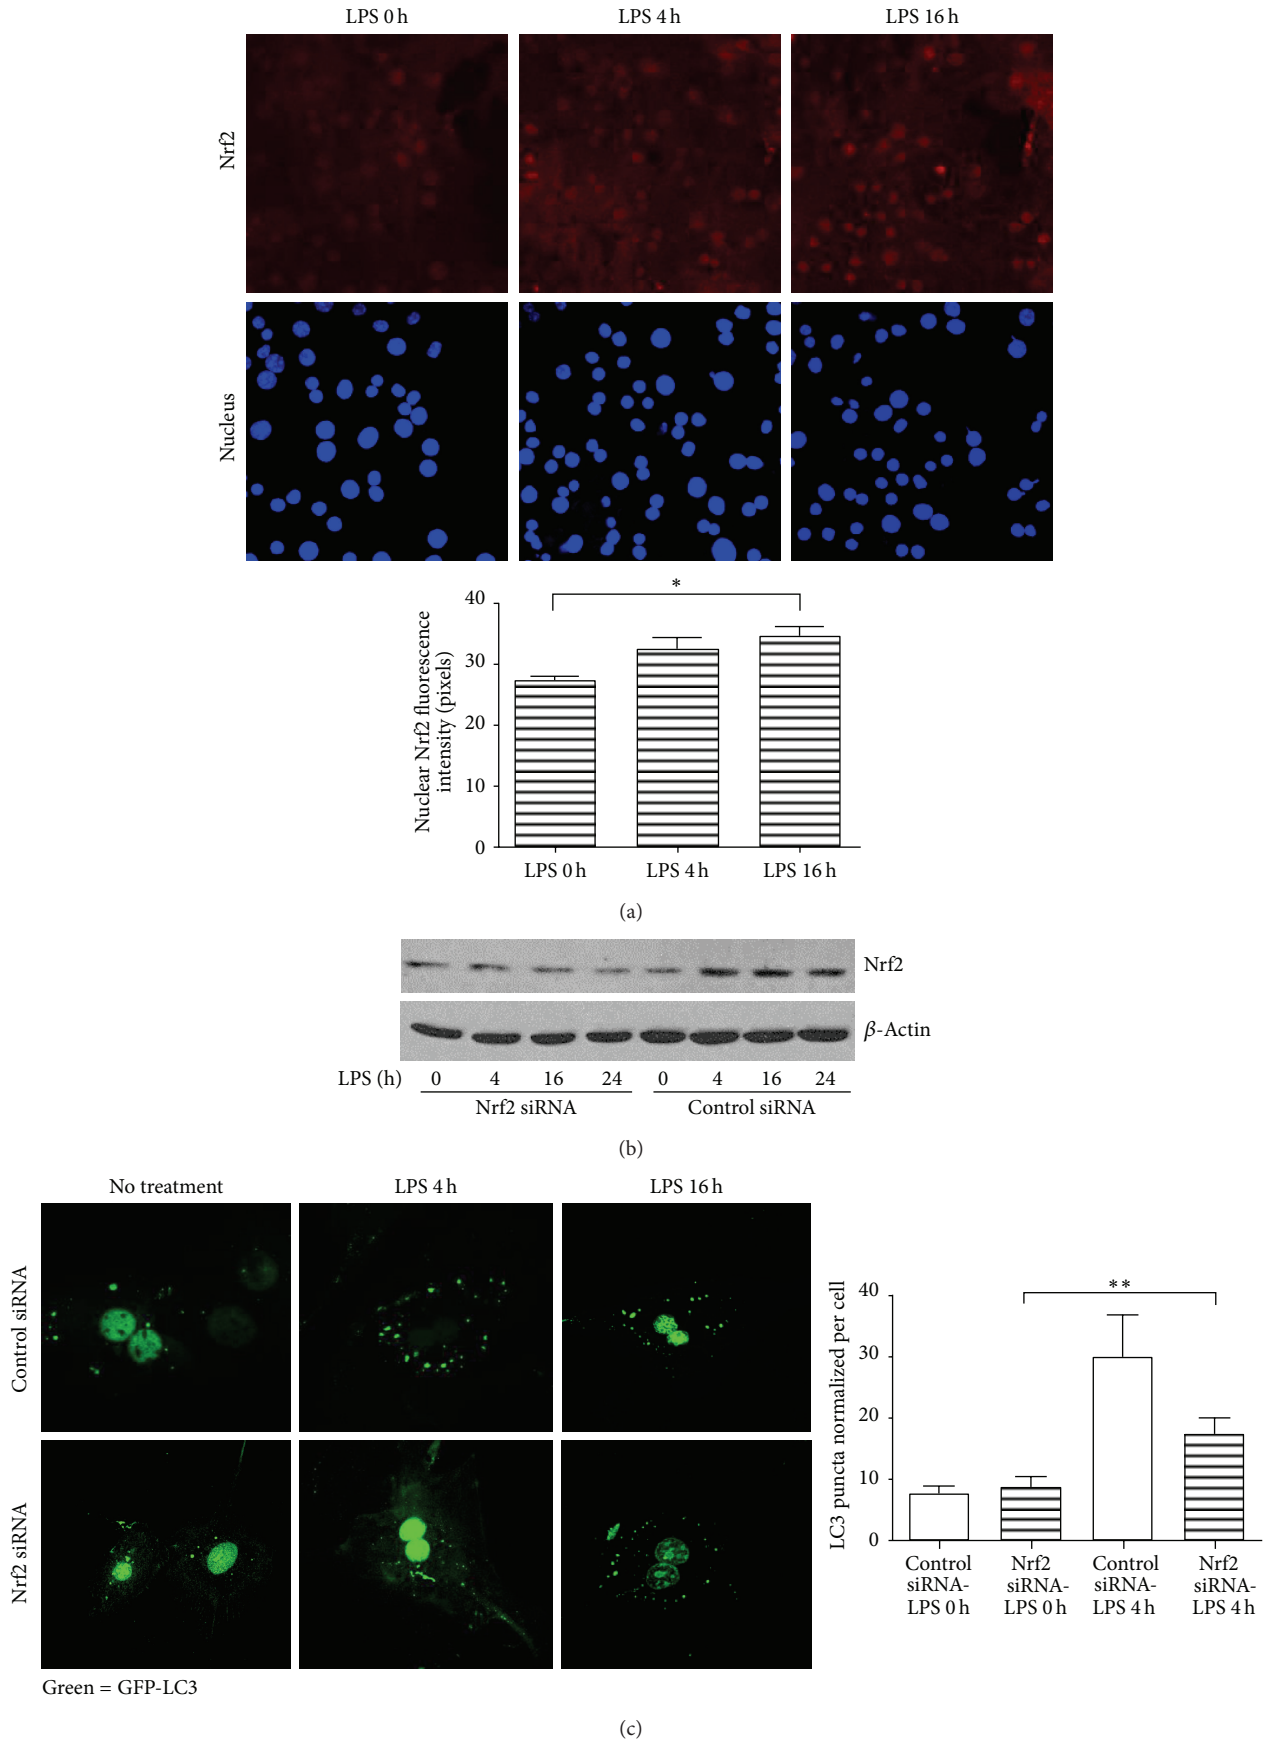 LPS 0 h LPS 4 h LPS 16 h
Nrf2
Nucleus
Nuclear Nrf2 fluorescence
intensity (pixels)
40
30
20
10
0
*
LPS 0 h LPS 4 h LPS 16 h
(a)
Nrf2
β-Actin
LPS (h) 0 4 16 24 0 4 16 24
Nrf2 siRNA Control siRNA
(b)
No treatment LPS 4 h LPS 16 h
Control siRNA
Nrf2 siRNA
Green = GFP-LC3
LC3 puncta normalized per cell
40
30
20
10
0
**
Control Nrf2 Control Nrf2
siRNA- siRNA- siRNA- siRNA-
LPS 0 h LPS 0 h LPS 4 h LPS 4 h
(c)